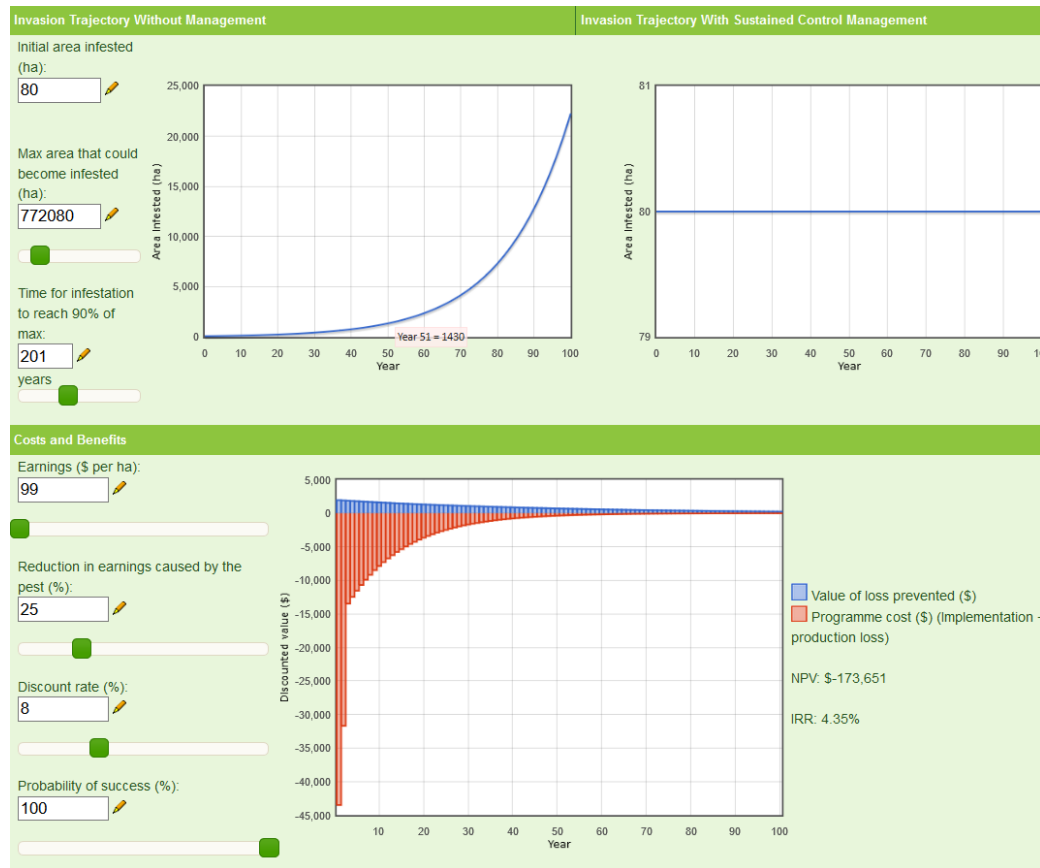 Invasion Trajectory Without Management
Invasion Trajectory With Sustained Control Management
Initial area infested
(ha):
80
Max area that could
become infested
(ha):
772080
Time for infestation
to reach 90% of
max:
201
years
25,000
20,000
15,000
10,000
5,000
0
Area Infested (ha)
Year 51 = 1430
0 10 20 30 40 50 60 70 80 90 100
Year
81
80
79
Area Infested (ha)
0 10 20 30 40 50 60 70 80 90
Year
Costs and Benefits
Earnings ($ per ha):
99
Reduction in earnings caused by the
pest (%):
25
Discount rate (%):
8
Probability of success (%):
100
5,000
0
-5,000
-10,000
-15,000
-20,000
-25,000
-30,000
-35,000
-40,000
-45,000
Discounted value ($)
10 20 30 40 50 60 70 80 90 100
Year
Value of loss prevented ($)
Programme cost ($) (Implementation
production loss)
NPV: $-173,651
IRR: 4.35%